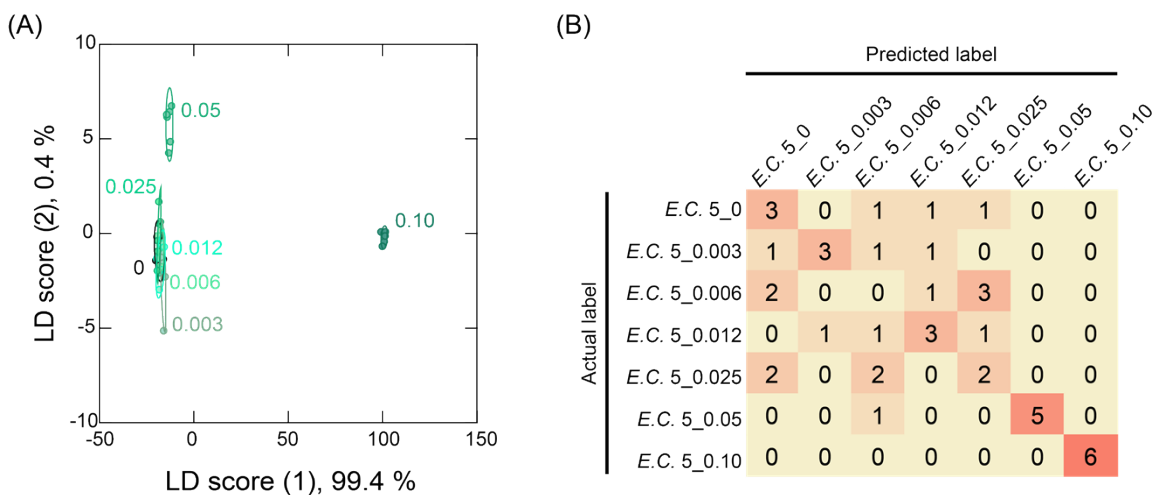 (A)
10
5
0
-5
-10
-50
0
50
100
150
LD score (2), 0.4 %
LD score (1), 99.4 %
0.05
0.025
0.10
0.012
0
0.006
0.003
(B)
Predicted label
E.C. 5_0
E.C. 5_0.003
E.C. 5_0.006
E.C. 5_0.012
E.C. 5_0.025
E.C. 5_0.05
E.C. 5_0.10
Actual label
E.C. 5_0 3 0 1 1 1 0 0
E.C. 5_0.003 1 3 1 1 0 0 0
E.C. 5_0.006 2 0 0 1 3 0 0
E.C. 5_0.012 0 1 1 3 1 0 0
E.C. 5_0.025 2 0 2 0 2 0 0
E.C. 5_0.05 0 0 1 0 0 5 0
E.C. 5_0.10 0 0 0 0 0 0 6